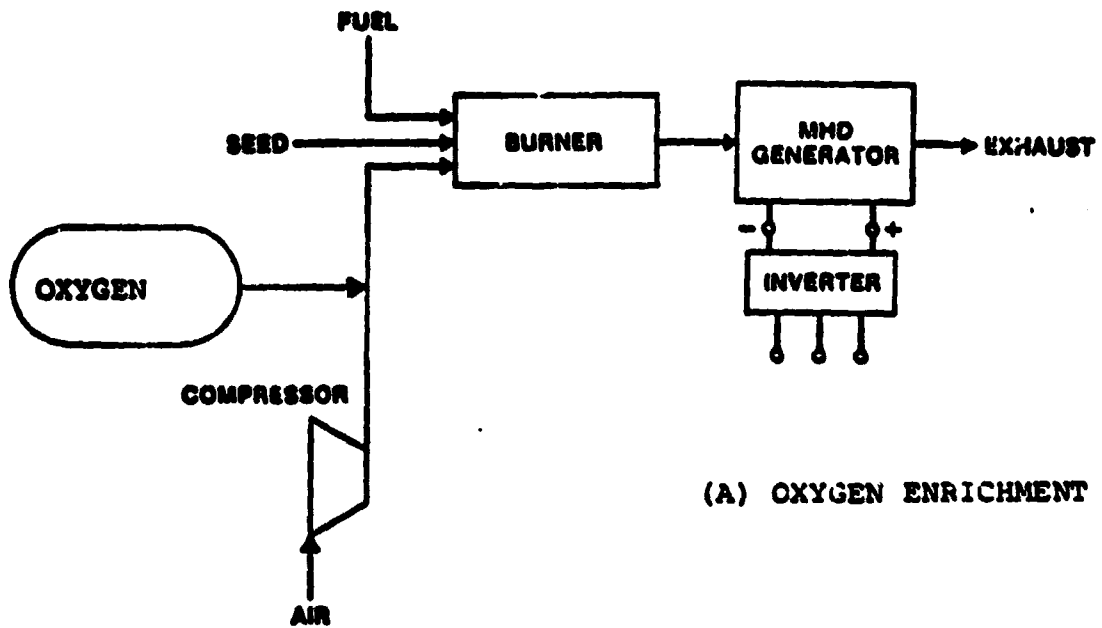 FUEL
SEED
BURNER
MHD
GENERATOR
EXHAUST
- +
INVERTER
OXYGEN
COMPRESSOR
(A) OXYGEN ENRICHMENT
AIR